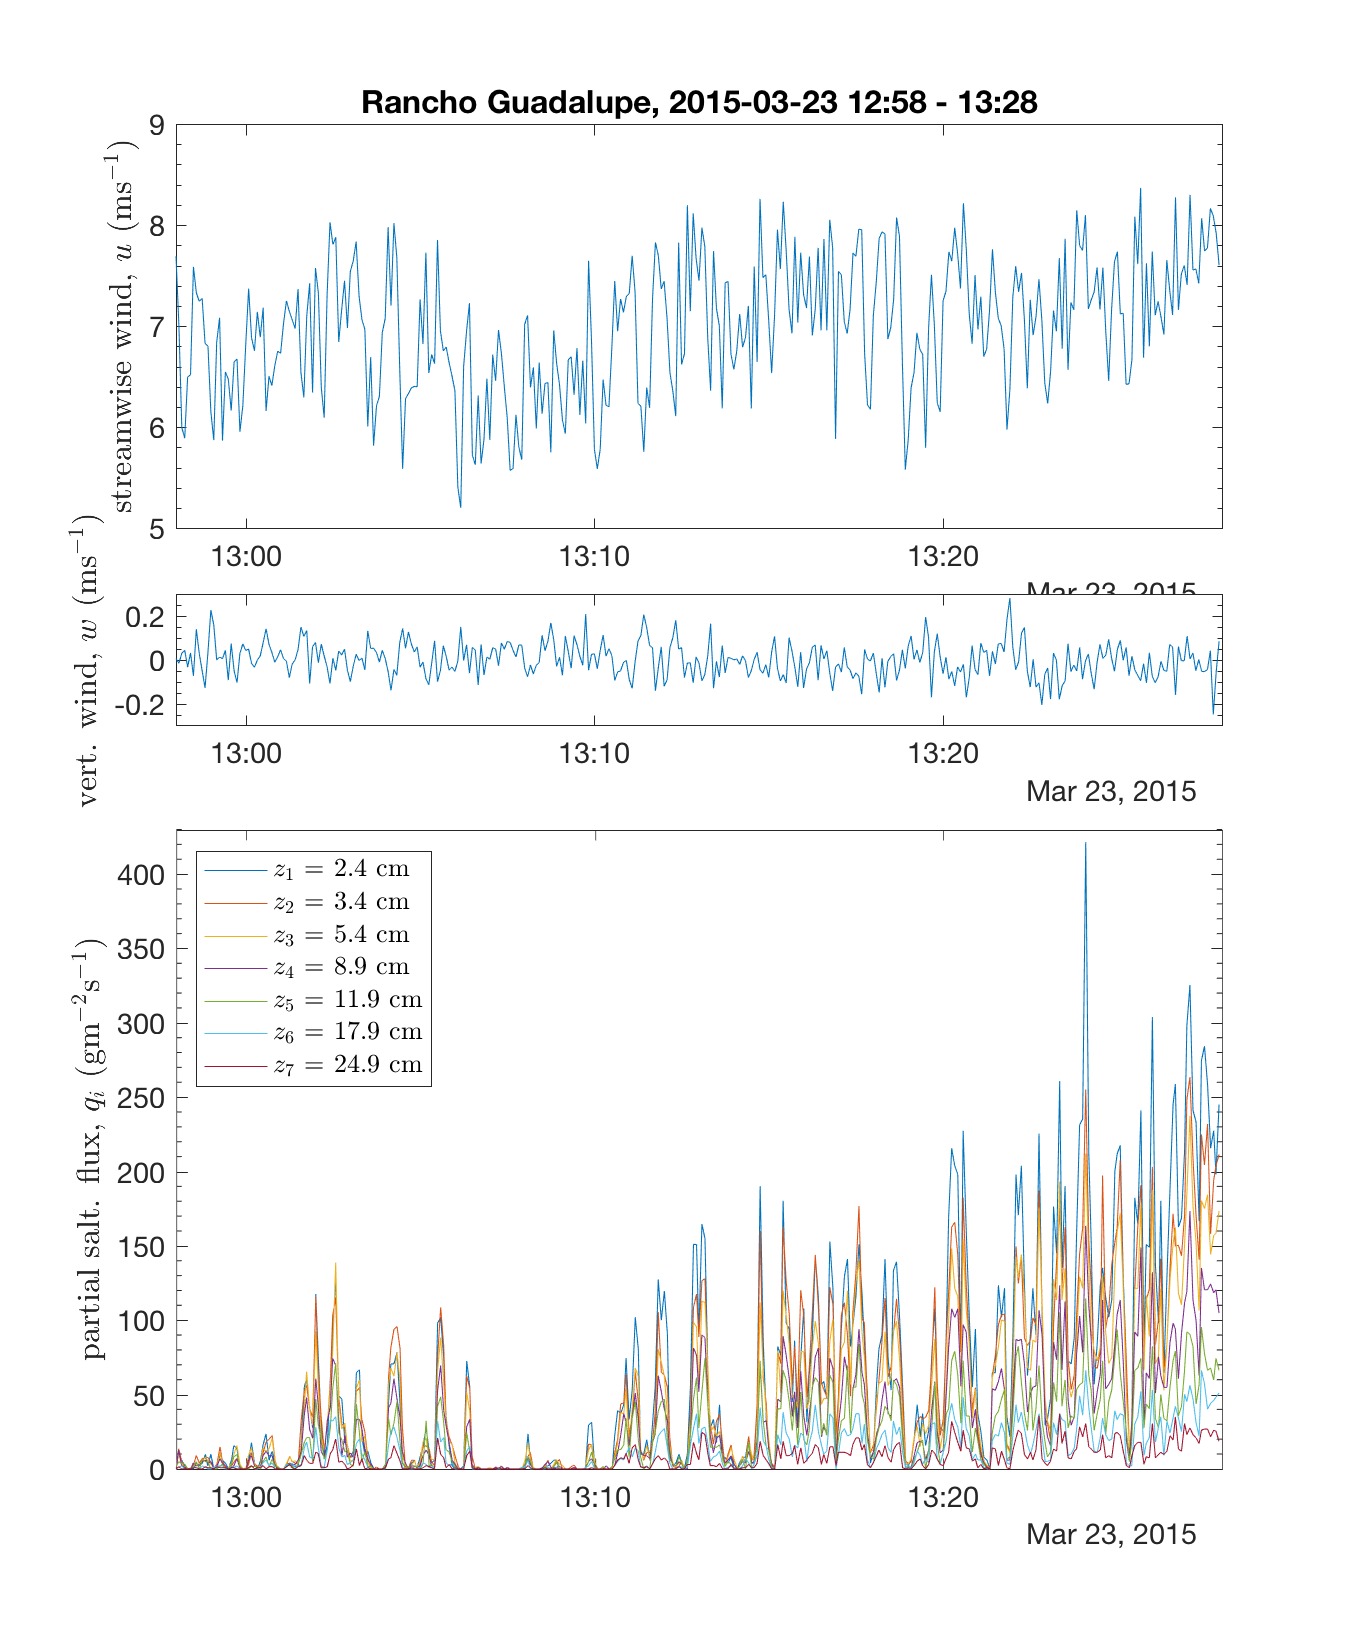 Rancho Guadalupe, 2015-03-23 12:58 - 13:28
streamwise wind, u (ms⁻¹)
9
8
7
6
5
13:00 13:10 13:20
Mar 23, 2015
vert. wind, w (ms⁻¹)
0.2
0
-0.2
13:00 13:10 13:20
Mar 23, 2015
partial salt. flux, qᵢ (gm⁻²s⁻¹)
400
350
300
250
200
150
100
50
0
z₁ = 2.4 cm
z₂ = 3.4 cm
z₃ = 5.4 cm
z₄ = 8.9 cm
z₅ = 11.9 cm
z₆ = 17.9 cm
z₇ = 24.9 cm
13:00 13:10 13:20
Mar 23, 2015